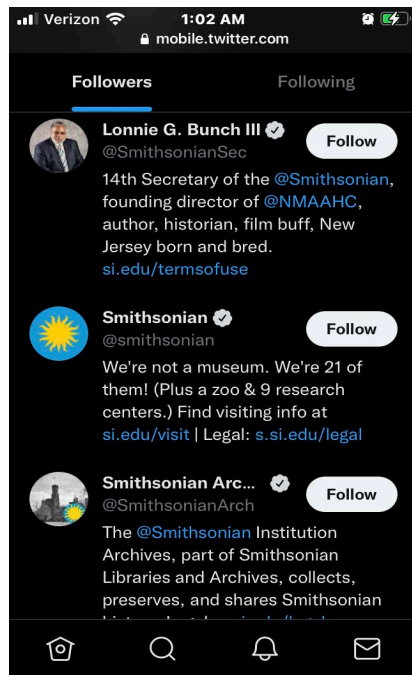 Verizon 1:02 AM
mobile.twitter.com
Followers Following
Lonnie G. Bunch III Follow
@SmithsonianSec
14th Secretary of the @Smithsonian,
founding director of @NMAAHC,
author, historian, film buff, New
Jersey born and bred.
si.edu/termsofuse
Smithsonian Follow
@smithsonian
We're not a museum. We're 21 of
them! (Plus a zoo & 9 research
centers.) Find visiting info at
si.edu/visit | Legal: s.si.edu/legal
Smithsonian Arc... Follow
@SmithsonianArch
The @Smithsonian Institution
Archives, part of Smithsonian
Libraries and Archives, collects,
preserves, and shares Smithsonian